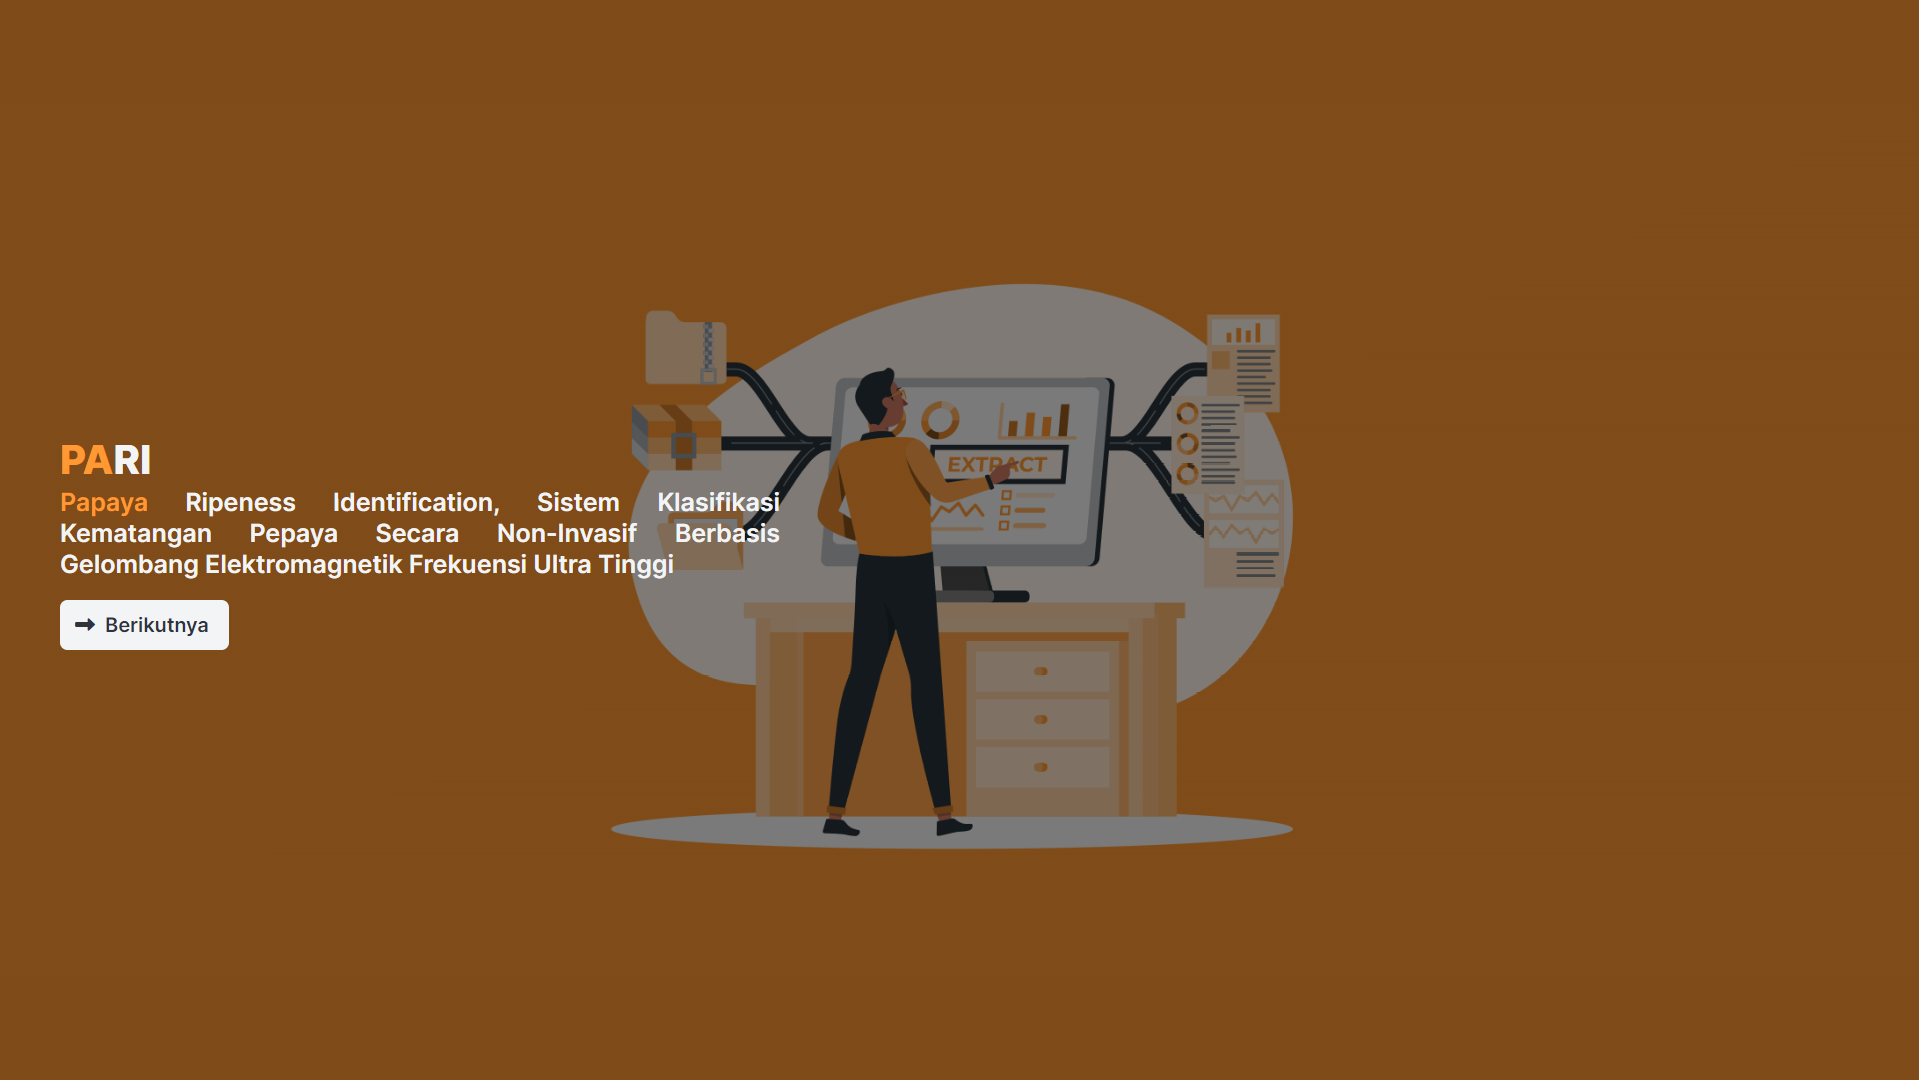 PARI
Papaya Ripeness Identification, Sistem Klasifikasi
Kematangan Pepaya Secara Non-Invasif Berbasis
Gelombang Elektromagnetik Frekuensi Ultra Tinggi
Berikutnya
EXTRACT